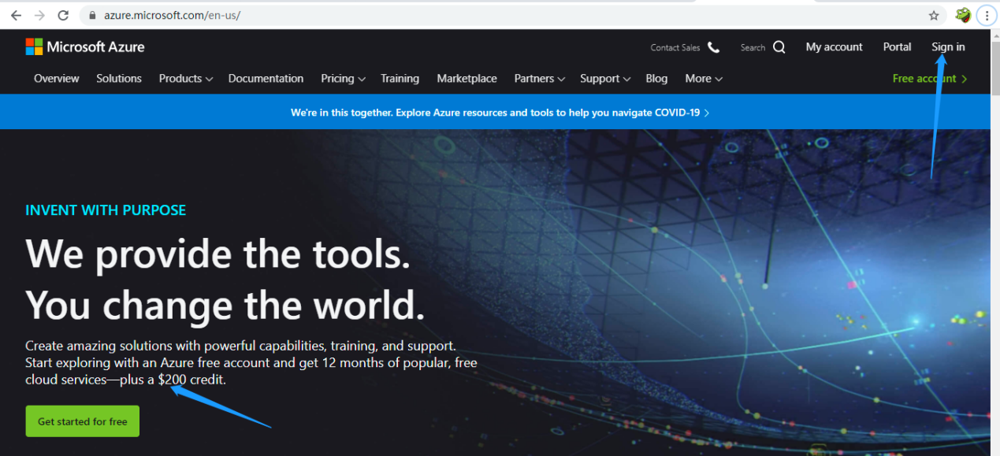 azure.microsoft.com/en-us/
Microsoft Azure
Contact Sales Search My account Portal Sign in
Overview Solutions Products Documentation Pricing Training Marketplace Partners Support Blog More Free account
We're in this together. Explore Azure resources and tools to help you navigate COVID-19
INVENT WITH PURPOSE
We provide the tools.
You change the world.
Create amazing solutions with powerful capabilities, training, and support.
Start exploring with an Azure free account and get 12 months of popular, free
cloud services—plus a $200 credit.
Get started for free